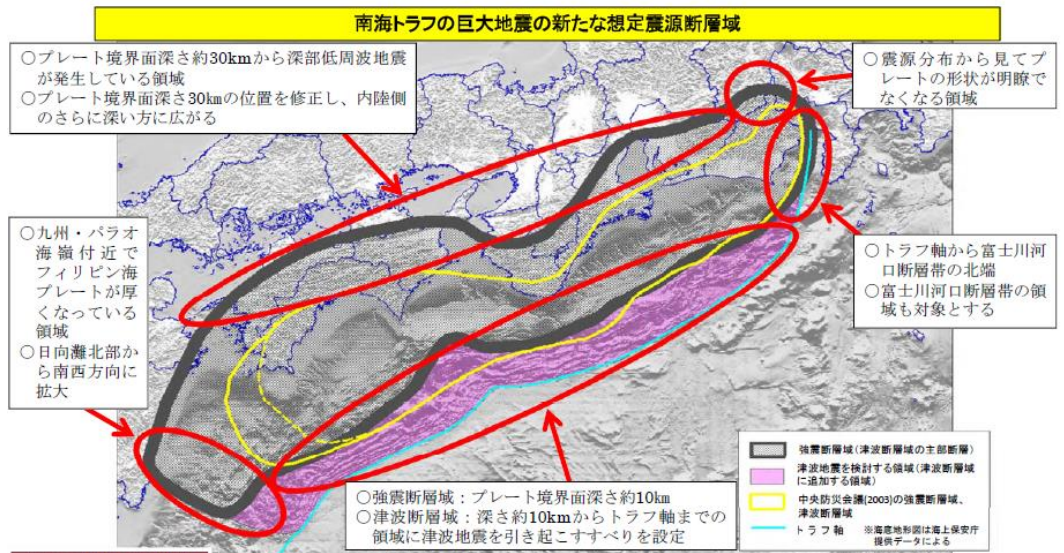 南海トラフの巨大地震の新たな想定震源断層域
○プレート境界面深さ約30kmから深部低周波地震
が発生している領域
○プレート境界面深さ30kmの位置を修正し、内陸側
のさらに深い方に広がる
○震源分布から見て
プレートの形状が明瞭で
なくなる領域
○九州・パラオ
海嶺付近で
フィリピン海
プレートが厚
くなっている
領域
○日向灘北部か
ら南西方向に
拡大
○トラフ軸から富士川河
口断層帯の北端
○富士川河口断層帯の領
域も対象とする
○強震断層域：プレート境界面深さ約10km
○津波断層域：深さ約10kmからトラフ軸までの
領域に津波地震を引き起こすすべりを設定
強震断層域(津波断層域の主部断層)
津波地震を検討する領域(津波断層域
に追加する領域)
中央防災会議(2003)の強震断層域、
津波断層域
トラフ軸 ※海底地形図は海上保安庁
提供データによる